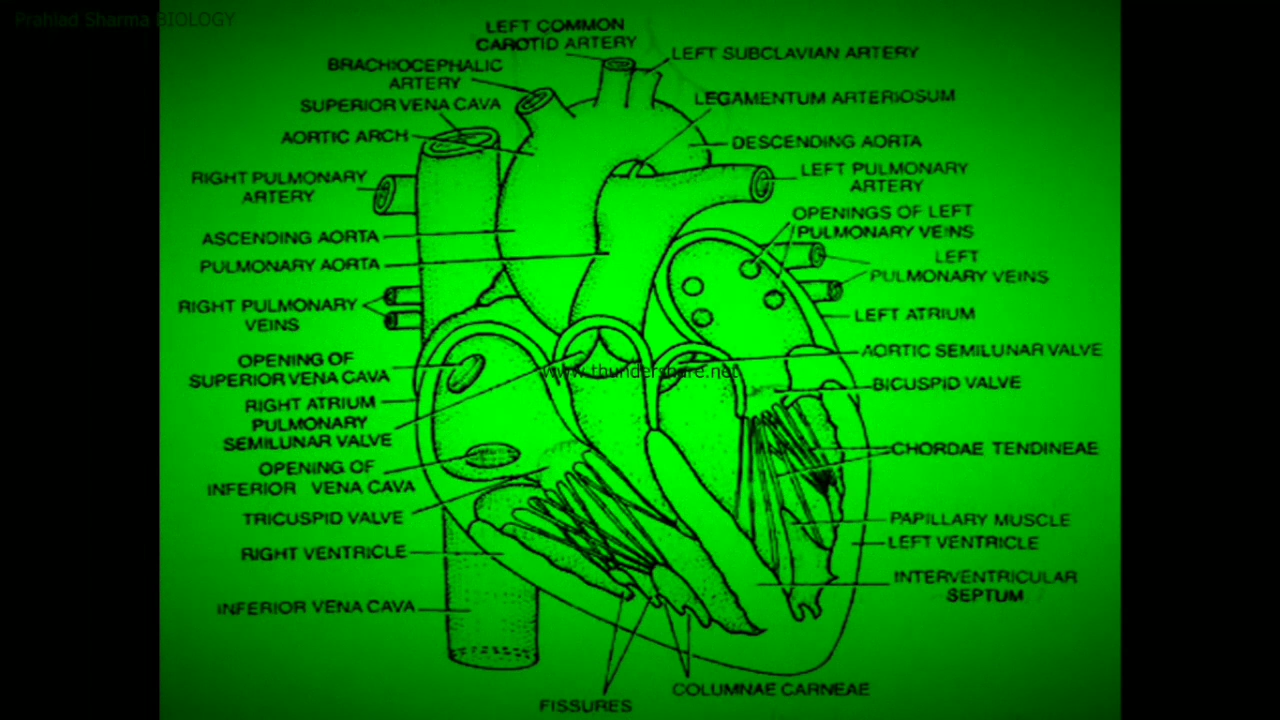 Prahlad Sharma BIOLOGY
LEFT COMMON
CAROTID ARTERY
LEFT SUBCLAVIAN ARTERY
BRACHIOCEPHALIC
ARTERY
SUPERIOR VENA CAVA
LEGAMENTUM ARTERIOSUM
AORTIC ARCH
DESCENDING AORTA
RIGHT PULMONARY
ARTERY
LEFT PULMONARY
ARTERY
OPENINGS OF LEFT
PULMONARY VEINS
ASCENDING AORTA
PULMONARY AORTA
LEFT
PULMONARY VEINS
RIGHT PULMONARY
VEINS
LEFT ATRIUM
OPENING OF
SUPERIOR VENA CAVA
AORTIC SEMILUNAR VALVE
www.thundershare.net
BICUSPID VALVE
RIGHT ATRIUM
PULMONARY
SEMILUNAR VALVE
CHORDAE TENDINEAE
OPENING OF
INFERIOR VENA CAVA
TRICUSPID VALVE
PAPILLARY MUSCLE
LEFT VENTRICLE
RIGHT VENTRICLE
INTERVENTRICULAR
SEPTUM
INFERIOR VENA CAVA
COLUMNAE CARNEAE
FISSURES